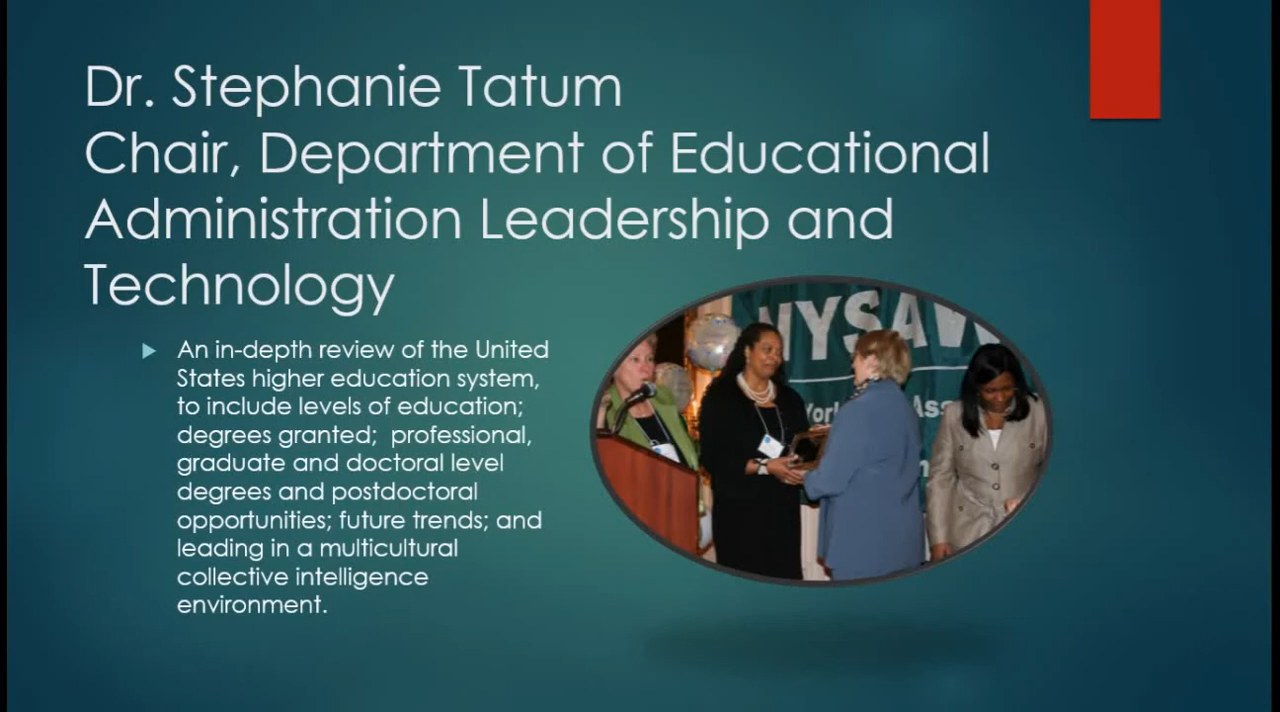 Dr. Stephanie Tatum
Chair, Department of Educational
Administration Leadership and
Technology
An in-depth review of the United
States higher education system,
to include levels of education;
degrees granted;  professional,
graduate and doctoral level
degrees and postdoctoral
opportunities; future trends; and
leading in a multicultural
collective intelligence
environment.
NYSAW